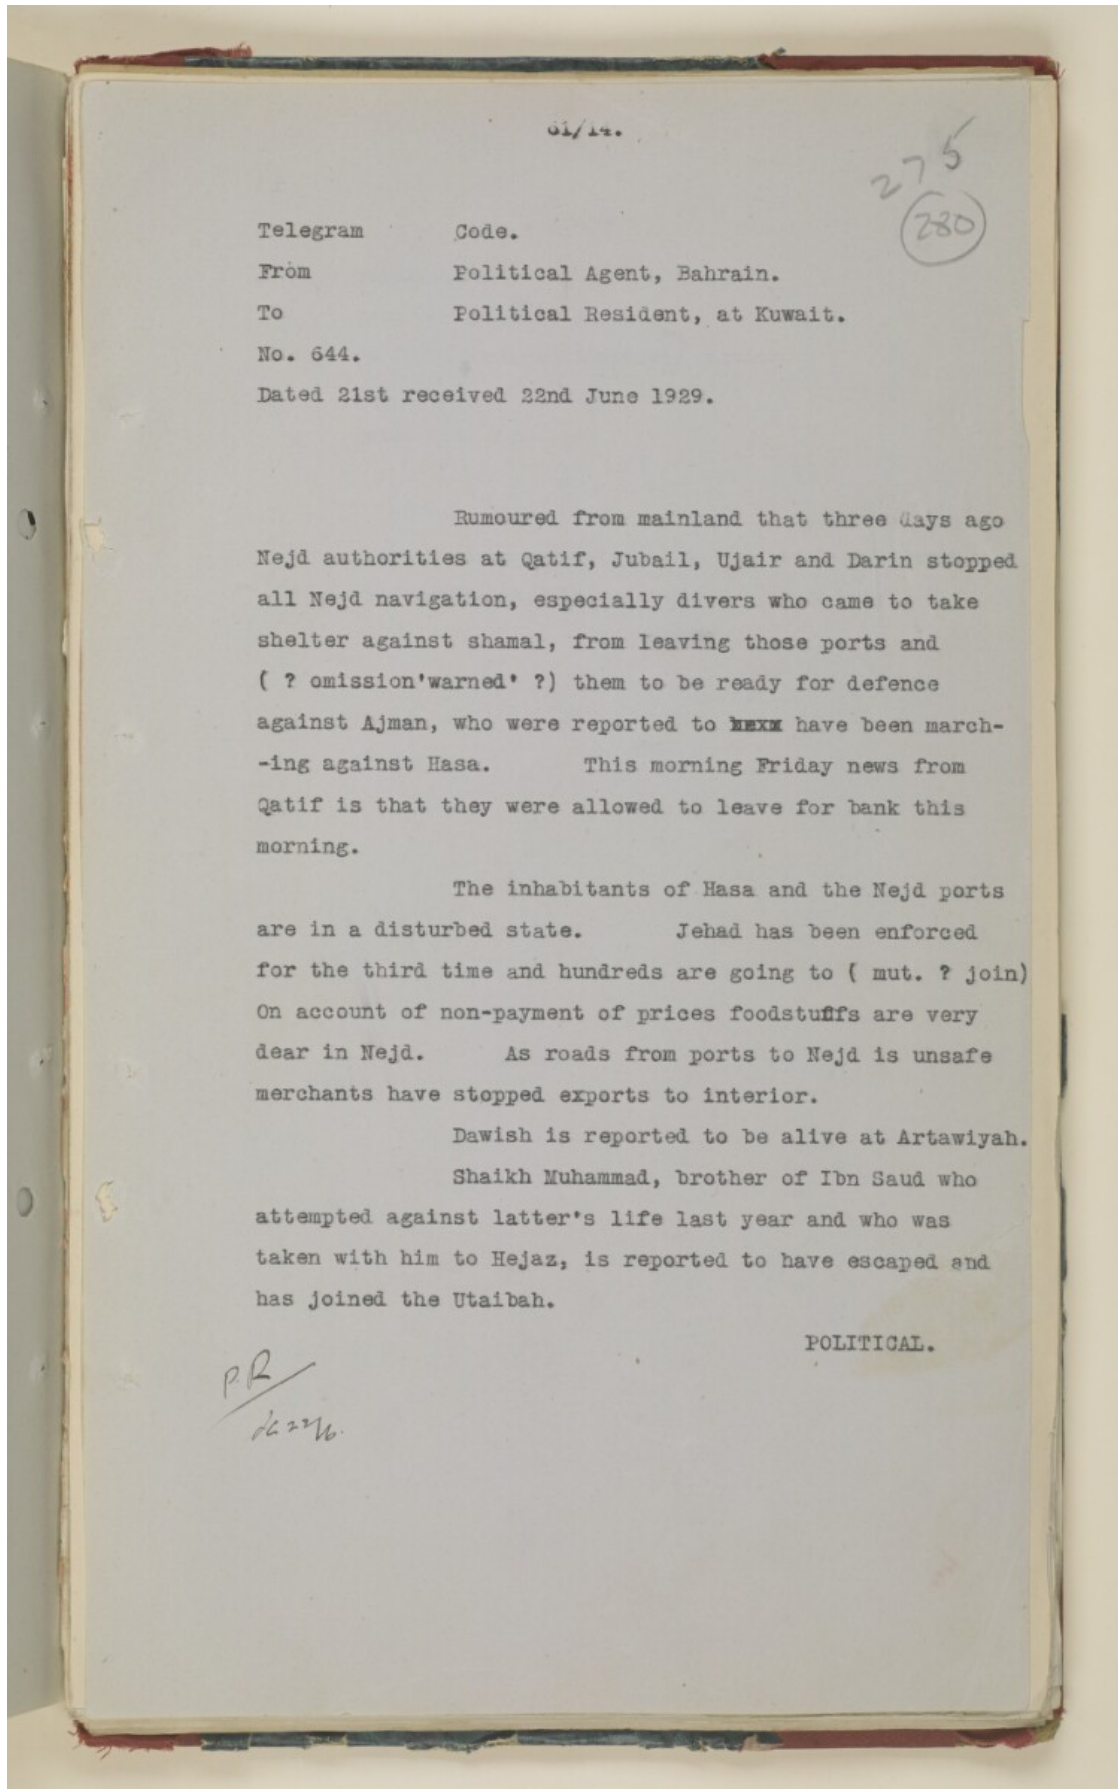 61/14.
275
280
Telegram Code.
From Political Agent, Bahrain.
To Political Resident, at Kuwait.
No. 644.
Dated 21st received 22nd June 1929.
Rumoured from mainland that three days ago
Nejd authorities at Qatif, Jubail, Ujair and Darin stopped
all Nejd navigation, especially divers who came to take
shelter against shamal, from leaving those ports and
( ? omission'warned' ?) them to be ready for defence
against Ajman, who were reported to have been march-
-ing against Hasa. This morning Friday news from
Qatif is that they were allowed to leave for bank this
morning.
The inhabitants of Hasa and the Nejd ports
are in a disturbed state. Jehad has been enforced
for the third time and hundreds are going to ( mut. ? join)
On account of non-payment of prices foodstuffs are very
dear in Nejd. As roads from ports to Nejd is unsafe
merchants have stopped exports to interior.
Dawish is reported to be alive at Artawiyah.
Shaikh Muhammad, brother of Ibn Saud who
attempted against latter's life last year and who was
taken with him to Hejaz, is reported to have escaped and
has joined the Utaibah.
POLITICAL.
P.R
22/6.